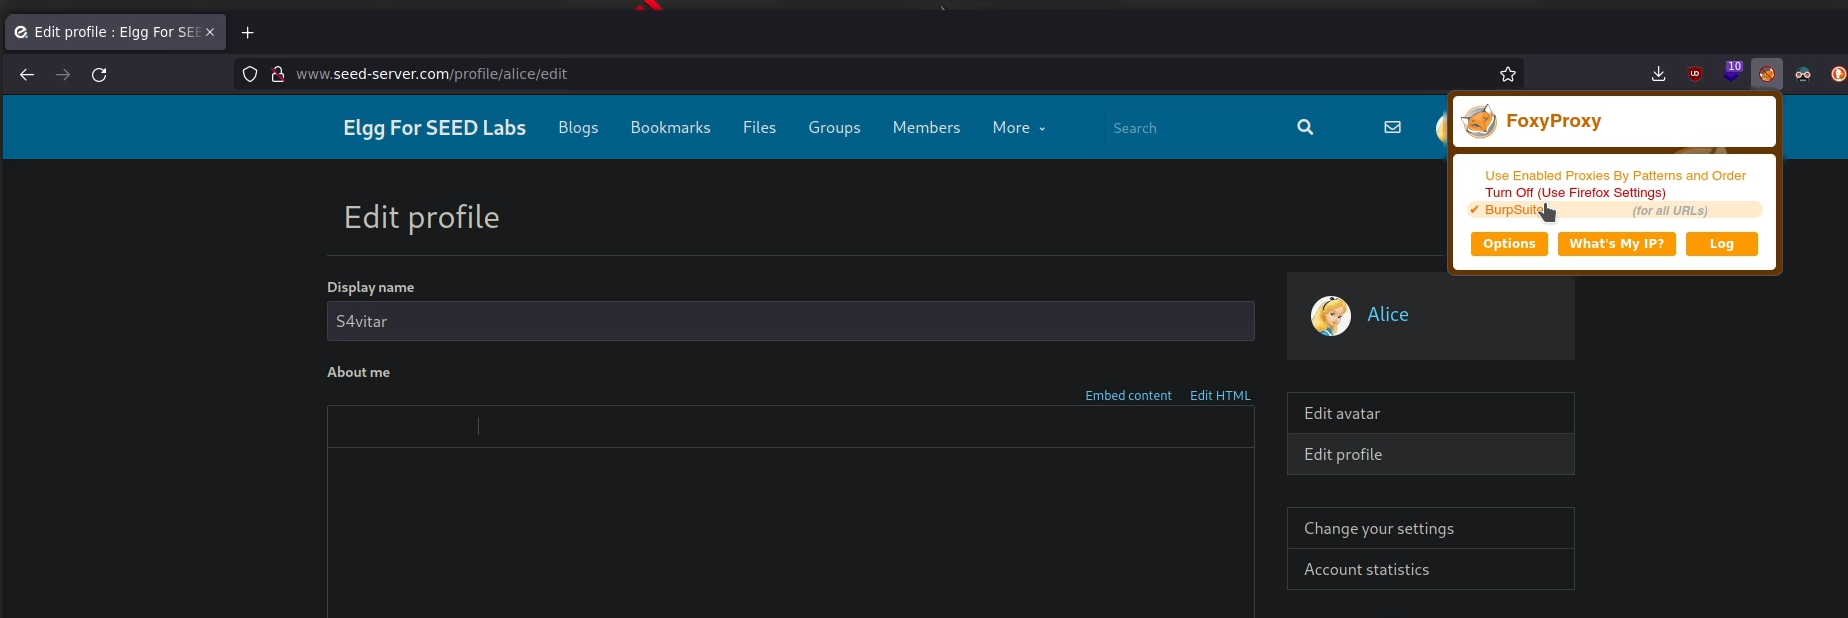 Edit profile : Elgg For SEE
www.seed-server.com/profile/alice/edit
10
Elgg For SEED Labs
Blogs
Bookmarks
Files
Groups
Members
More
Search
FoxyProxy
Use Enabled Proxies By Patterns and Order
Turn Off (Use Firefox Settings)
BurpSuite (for all URLs)
Options
What's My IP?
Log
Edit profile
Display name
S4vitar
About me
Embed content
Edit HTML
Alice
Edit avatar
Edit profile
Change your settings
Account statistics